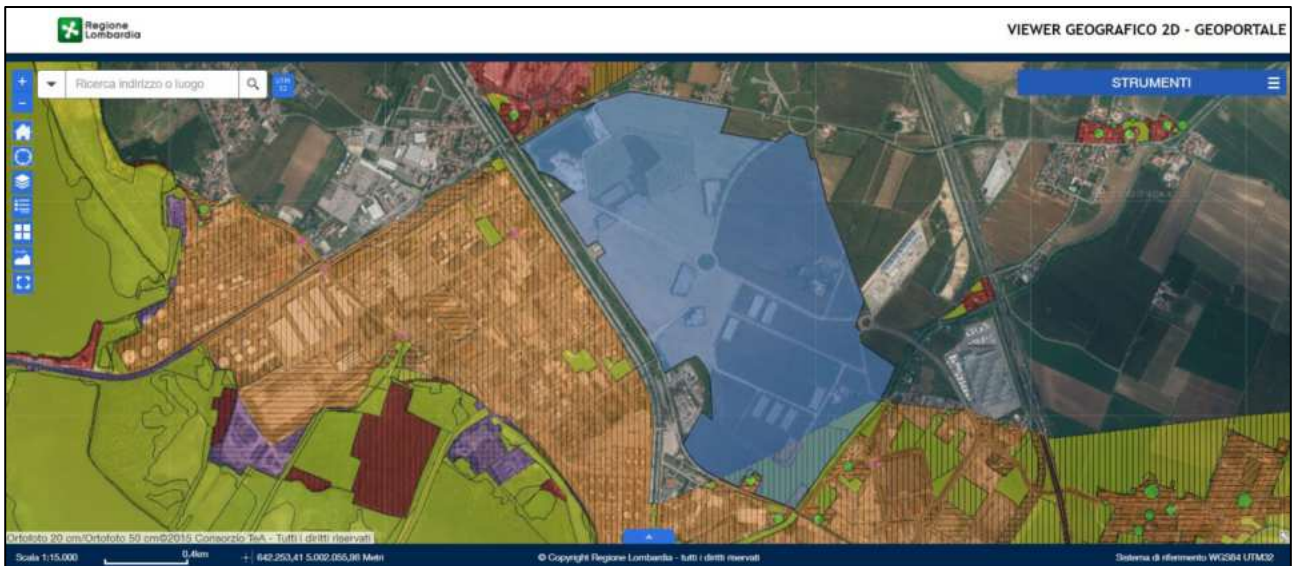 Regione
Lombardia
VIEWER GEOGRAFICO 2D - GEOPORTALE
+
Ricerca indirizzo o luogo
UTM
32
STRUMENTI
-
Ortofoto 20 cm/Ortofoto 50 cm©2015 Consorzio TeA - Tutti i diritti riservati
Scala 1:15.000
0,4km
642.253,41 5.002.055,98 Metri
© Copyright Regione Lombardia - tutti i diritti riservati
Sistema di riferimento WGS84 UTM32